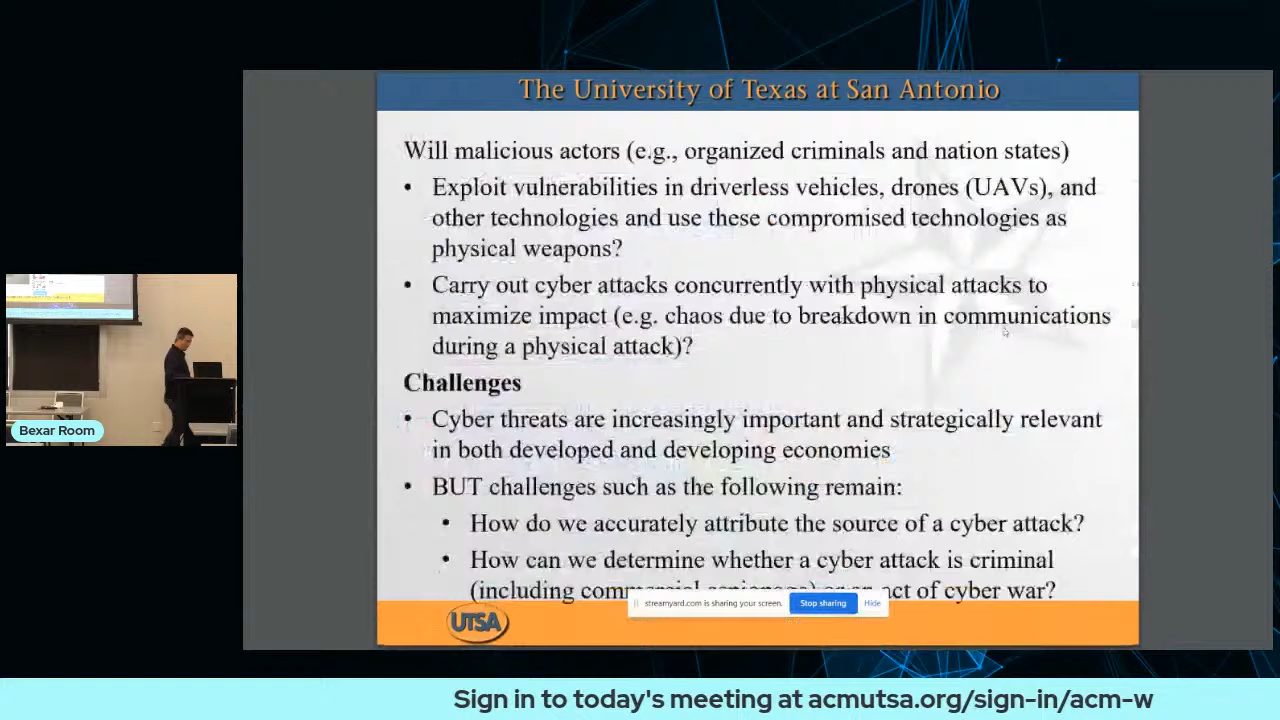 The University of Texas at San Antonio
Will malicious actors (e.g., organized criminals and nation states)
• Exploit vulnerabilities in driverless vehicles, drones (UAVs), and
other technologies and use these compromised technologies as
physical weapons?
• Carry out cyber attacks concurrently with physical attacks to
maximize impact (e.g. chaos due to breakdown in communications
during a physical attack)?
Challenges
• Cyber threats are increasingly important and strategically relevant
in both developed and developing economies
• BUT challenges such as the following remain:
• How do we accurately attribute the source of a cyber attack?
• How can we determine whether a cyber attack is criminal
(including act of cyber war?
streamyard.com is sharing your screen.
Stop sharing
Hide
UTSA
Bexar Room
Sign in to today's meeting at acmutsa.org/sign-in/acm-w